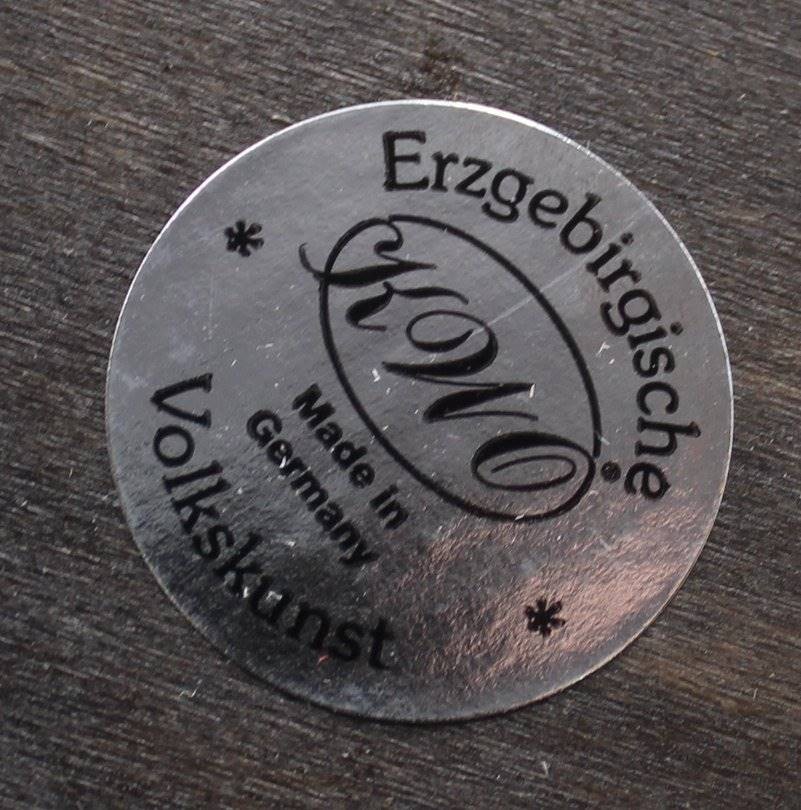 Erzgebirgische
KWO®
Made in
Germany
Volkskunst